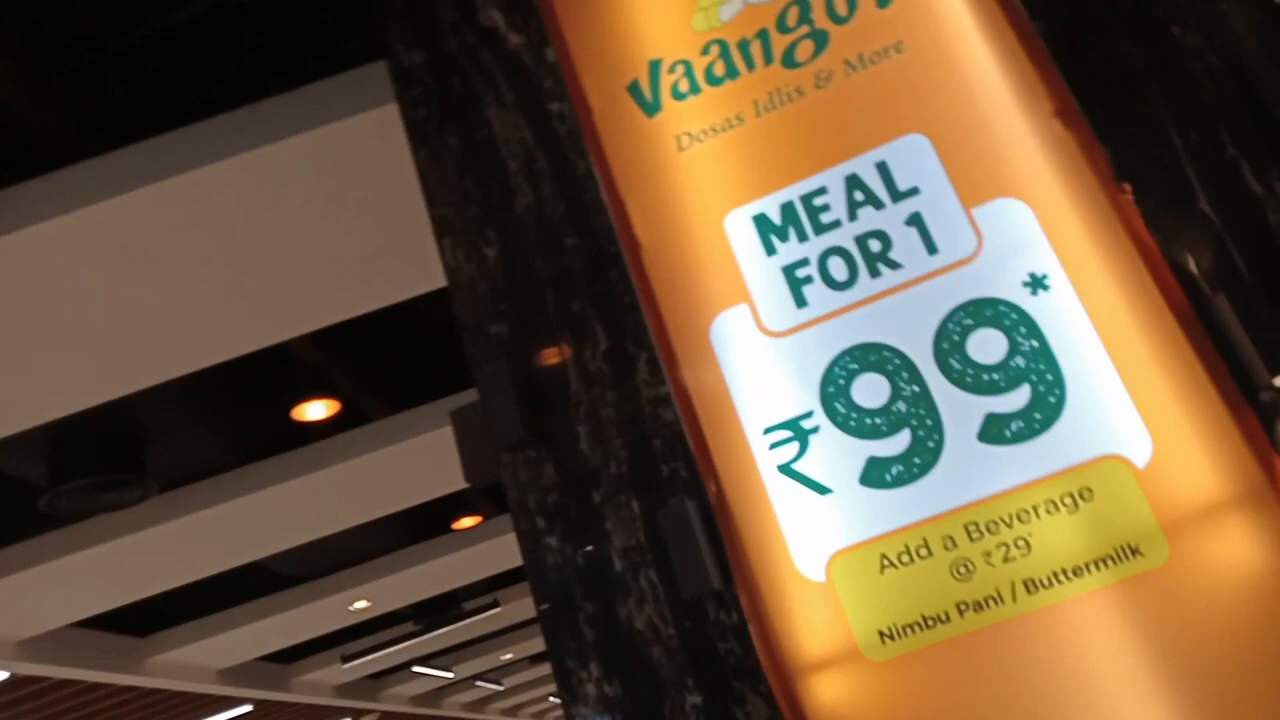 Vaango!
Dosas Idlis & More
MEAL
FOR 1
₹99*
Add a Beverage
@ ₹29*
Nimbu Pani / Buttermilk